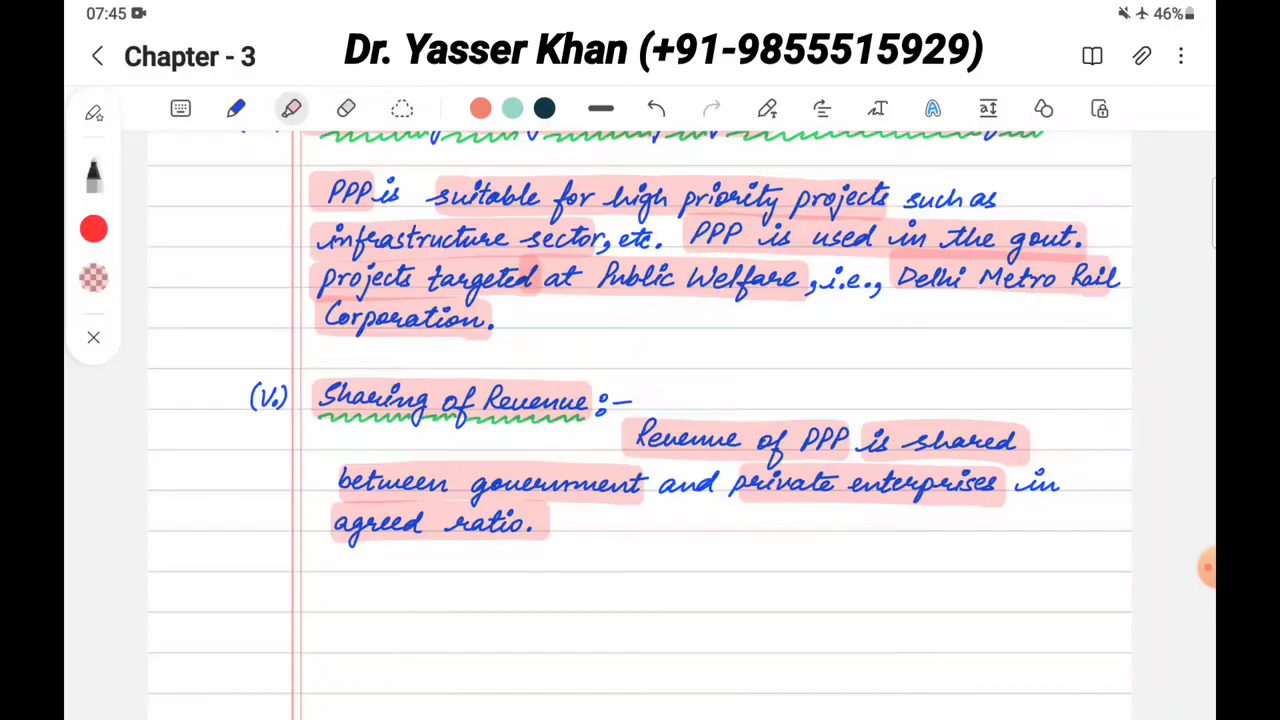 07:45
46%
Chapter - 3
Dr. Yasser Khan (+91-9855515929)
PPP is suitable for high priority projects such as
infrastructure sector, etc. PPP is used in the govt.
projects targeted at Public Welfare, i.e., Delhi Metro Rail
Corporation.
(V.) Sharing of Revenue :-
Revenue of PPP is shared
between government and private enterprises in
agreed ratio.